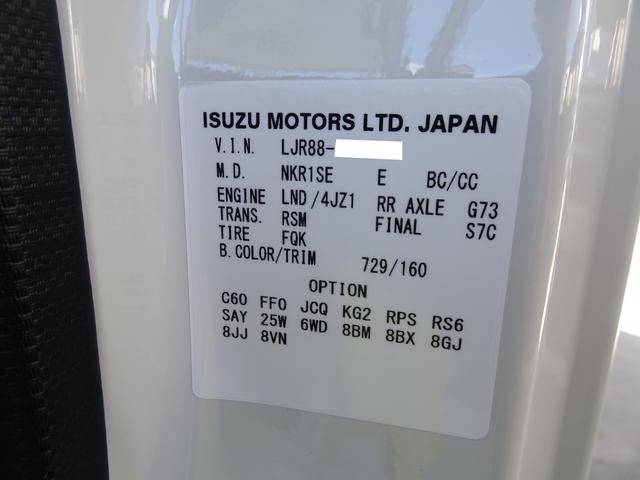 ISUZU MOTORS LTD. JAPAN
V.I.N. LJR88-
M.D. NKR1SE E BC/CC
ENGINE LND/4JZ1 RR AXLE G73
TRANS. RSM FINAL S7C
TIRE FQK
B.COLOR/TRIM 729/160
OPTION
C60 FF0 JCQ KG2 RPS RS6
SAY 25W 6WD 8BM 8BX 8GJ
8JJ 8VN